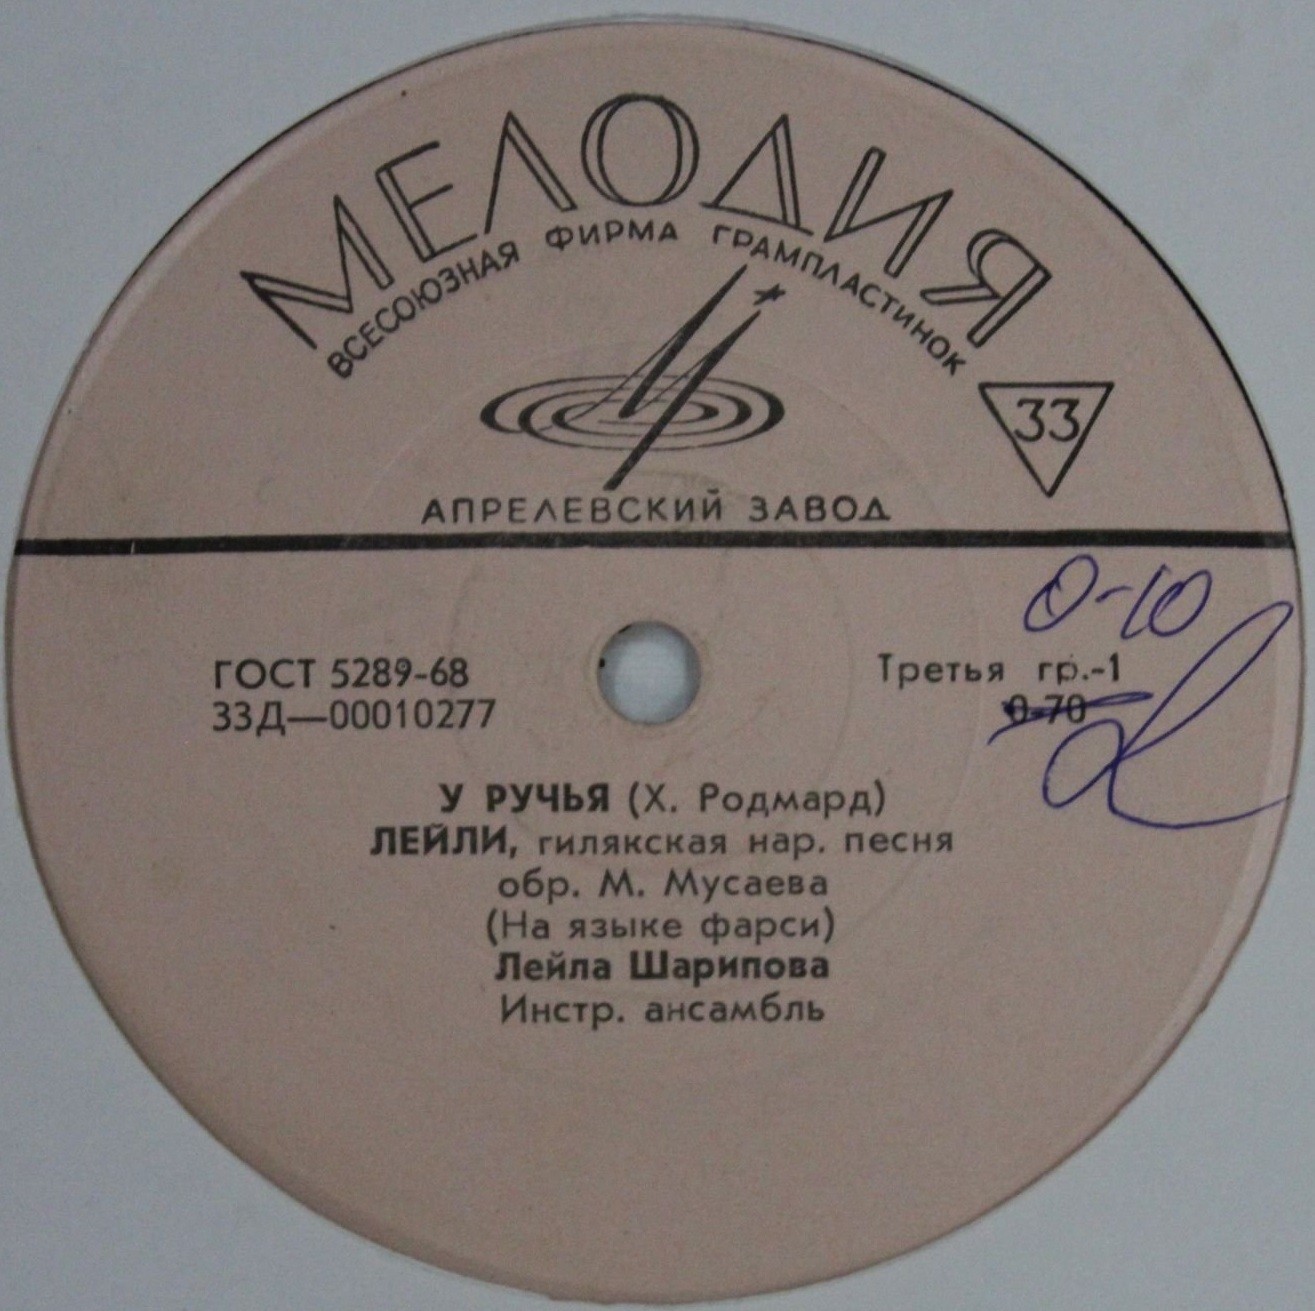 МЕЛОДИЯ
ВСЕСОЮЗНАЯ ФИРМА ГРАМПЛАСТИНОК
33
АПРЕЛЕВСКИЙ ЗАВОД
0-10
ГОСТ 5289-68
33Д—00010277
Третья гр.-1
0-70
У РУЧЬЯ (Х. Родмард)
ЛЕЙЛИ, гилякская нар. песня
обр. М. Мусаева
(На языке фарси)
Лейла Шарипова
Инстр. ансамбль